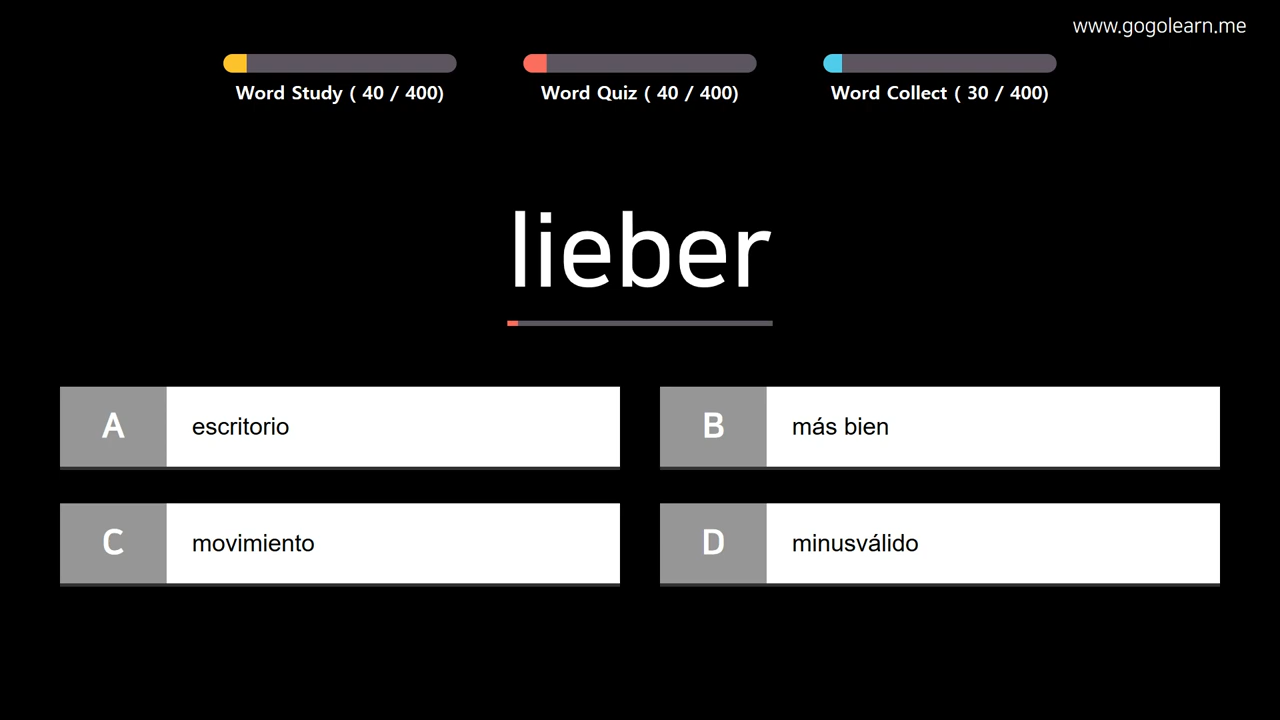 www.gogolearn.me
Word Study ( 40 / 400)
Word Quiz ( 40 / 400)
Word Collect ( 30 / 400)
lieber
A escritorio
B más bien
C movimiento
D minusválido